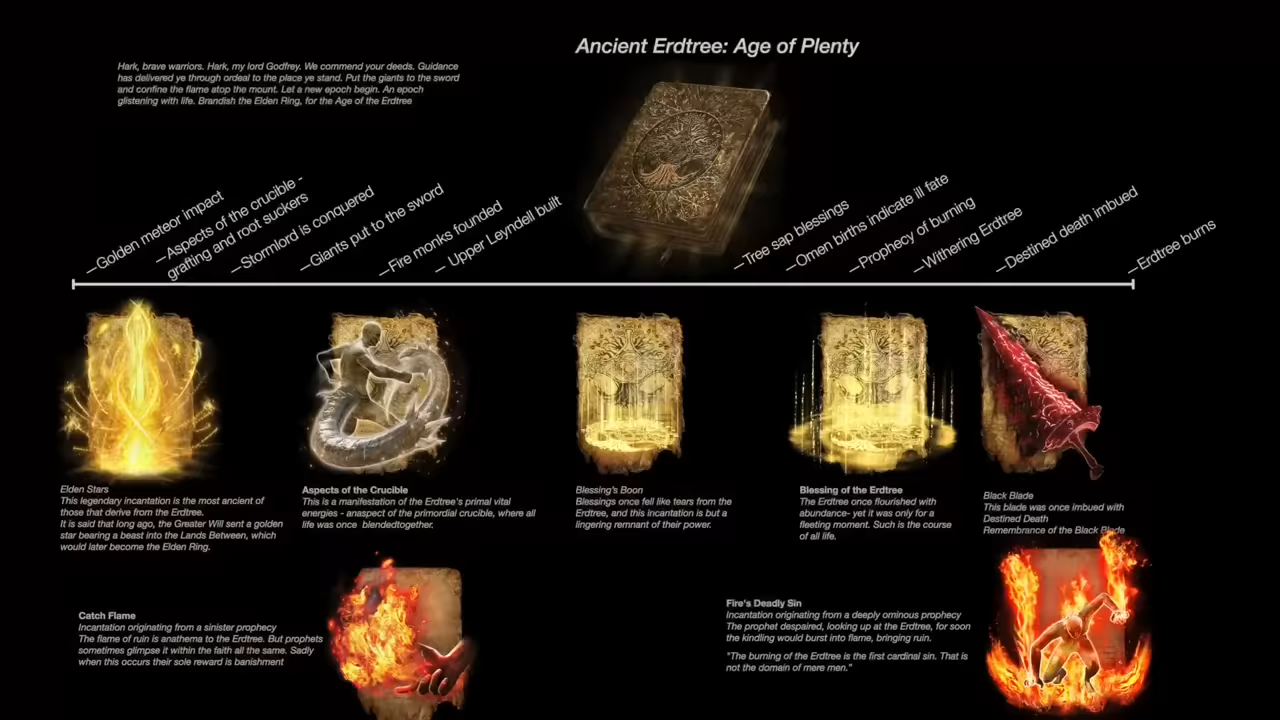 Ancient Erdtree: Age of Plenty
Hark, brave warriors. Hark, my lord Godfrey. We commend your deeds. Guidance
has delivered ye through ordeal to the place ye stand. Put the giants to the sword
and confine the flame atop the mount. Let a new epoch begin. An epoch
glistening with life. Brandish the Elden Ring, for the Age of the Erdtree
—Golden meteor impact
—Aspects of the crucible -
grafting and root suckers
—Stormlord is conquered
—Giants put to the sword
—Fire monks founded
— Upper Leyndell built
—Tree sap blessings
—Omen births indicate ill fate
—Prophecy of burning
—Withering Erdtree
—Destined death imbued
—Erdtree burns
Elden Stars
This legendary incantation is the most ancient of
those that derive from the Erdtree.
It is said that long ago, the Greater Will sent a golden
star bearing a beast into the Lands Between, which
would later become the Elden Ring.
Aspects of the Crucible
This is a manifestation of the Erdtree's primal vital
energies - anaspect of the primordial crucible, where all
life was once  blendedtogether.
Blessing's Boon
Blessings once fell like tears from the
Erdtree, and this incantation is but a
lingering remnant of their power.
Blessing of the Erdtree
The Erdtree once flourished with
abundance- yet it was only for a
fleeting moment. Such is the course
of all life.
Black Blade
This blade was once imbued with
Destined Death
Remembrance of the Black Blade
Catch Flame
Incantation originating from a sinister prophecy
The flame of ruin is anathema to the Erdtree. But prophets
sometimes glimpse it within the faith all the same. Sadly
when this occurs their sole reward is banishment
Fire's Deadly Sin
Incantation originating from a deeply ominous prophecy
The prophet despaired, looking up at the Erdtree, for soon
the kindling would burst into flame, bringing ruin.
"The burning of the Erdtree is the first cardinal sin. That is
not the domain of mere men."